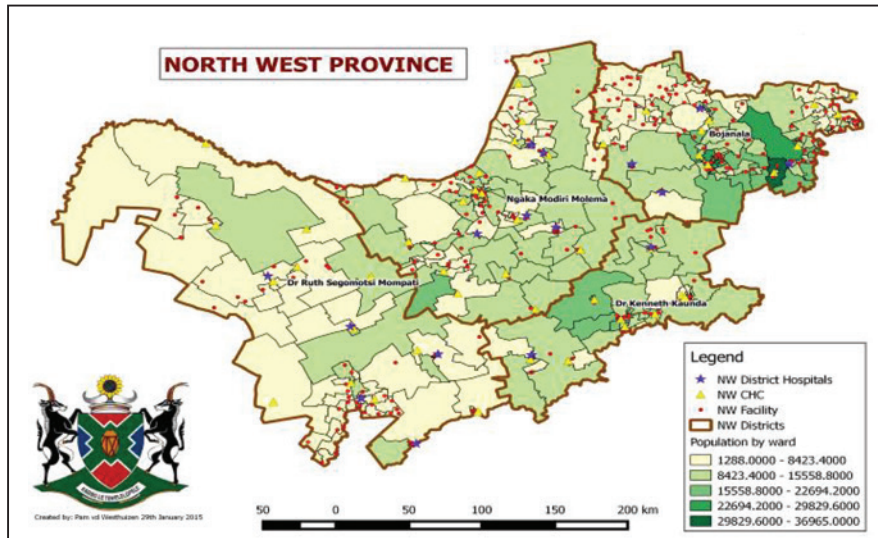 NORTH WEST PROVINCE
Bojanala
Ngaka Modiri Molema
Dr Ruth Segomotsi Mompati
Dr Kenneth Kaunda
Legend
NW District Hospitals
NW CHC
NW Facility
NW Districts
Population by ward
1288.0000 - 8423.4000
8423.4000 - 15558.8000
15558.8000 - 22694.2000
22694.2000 - 29829.6000
29829.6000 - 36965.0000
Created by: Pam vd Westhuizen 29th January 2015
50 0 50 100 150 200 km